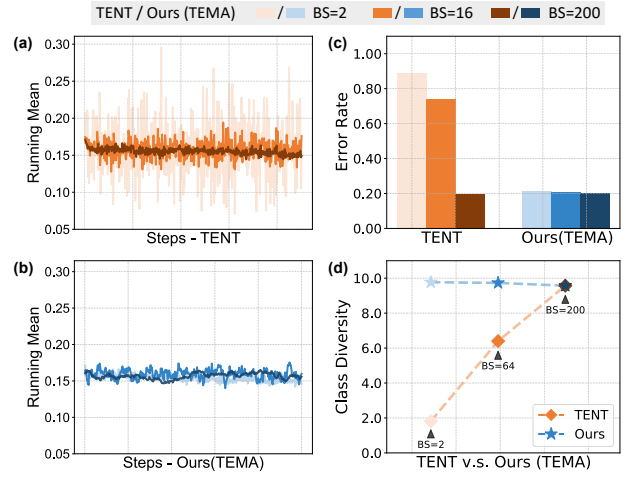 TENT / Ours (TEMA) / BS=2 / BS=16 / BS=200
(a)
Running Mean
0.30
0.25
0.20
0.15
0.10
0.05
Steps - TENT
(c)
Error Rate
1.00
0.80
0.60
0.40
0.20
0.00
TENT Ours(TEMA)
(b)
Running Mean
0.30
0.25
0.20
0.15
0.10
0.05
Steps - Ours(TEMA)
(d)
Class Diversity
10.0
8.0
6.0
4.0
2.0
0.0
BS=200
BS=64
BS=2
TENT
Ours
TENT v.s. Ours (TEMA)